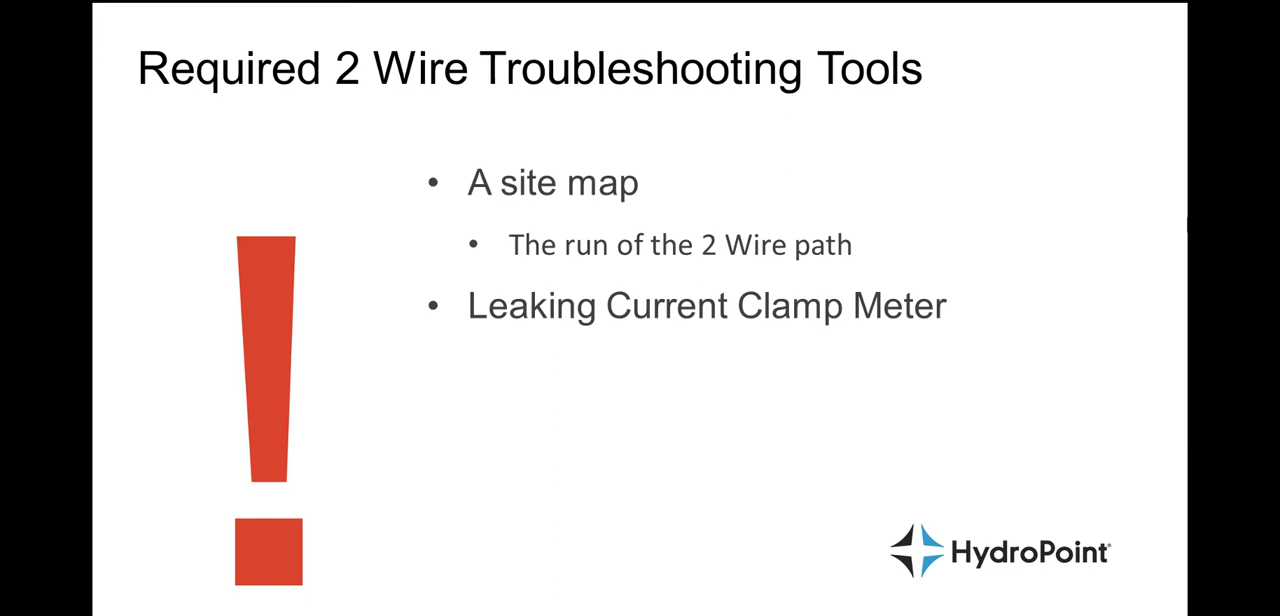 Required 2 Wire Troubleshooting Tools
• A site map
• The run of the 2 Wire path
• Leaking Current Clamp Meter
HydroPoint®